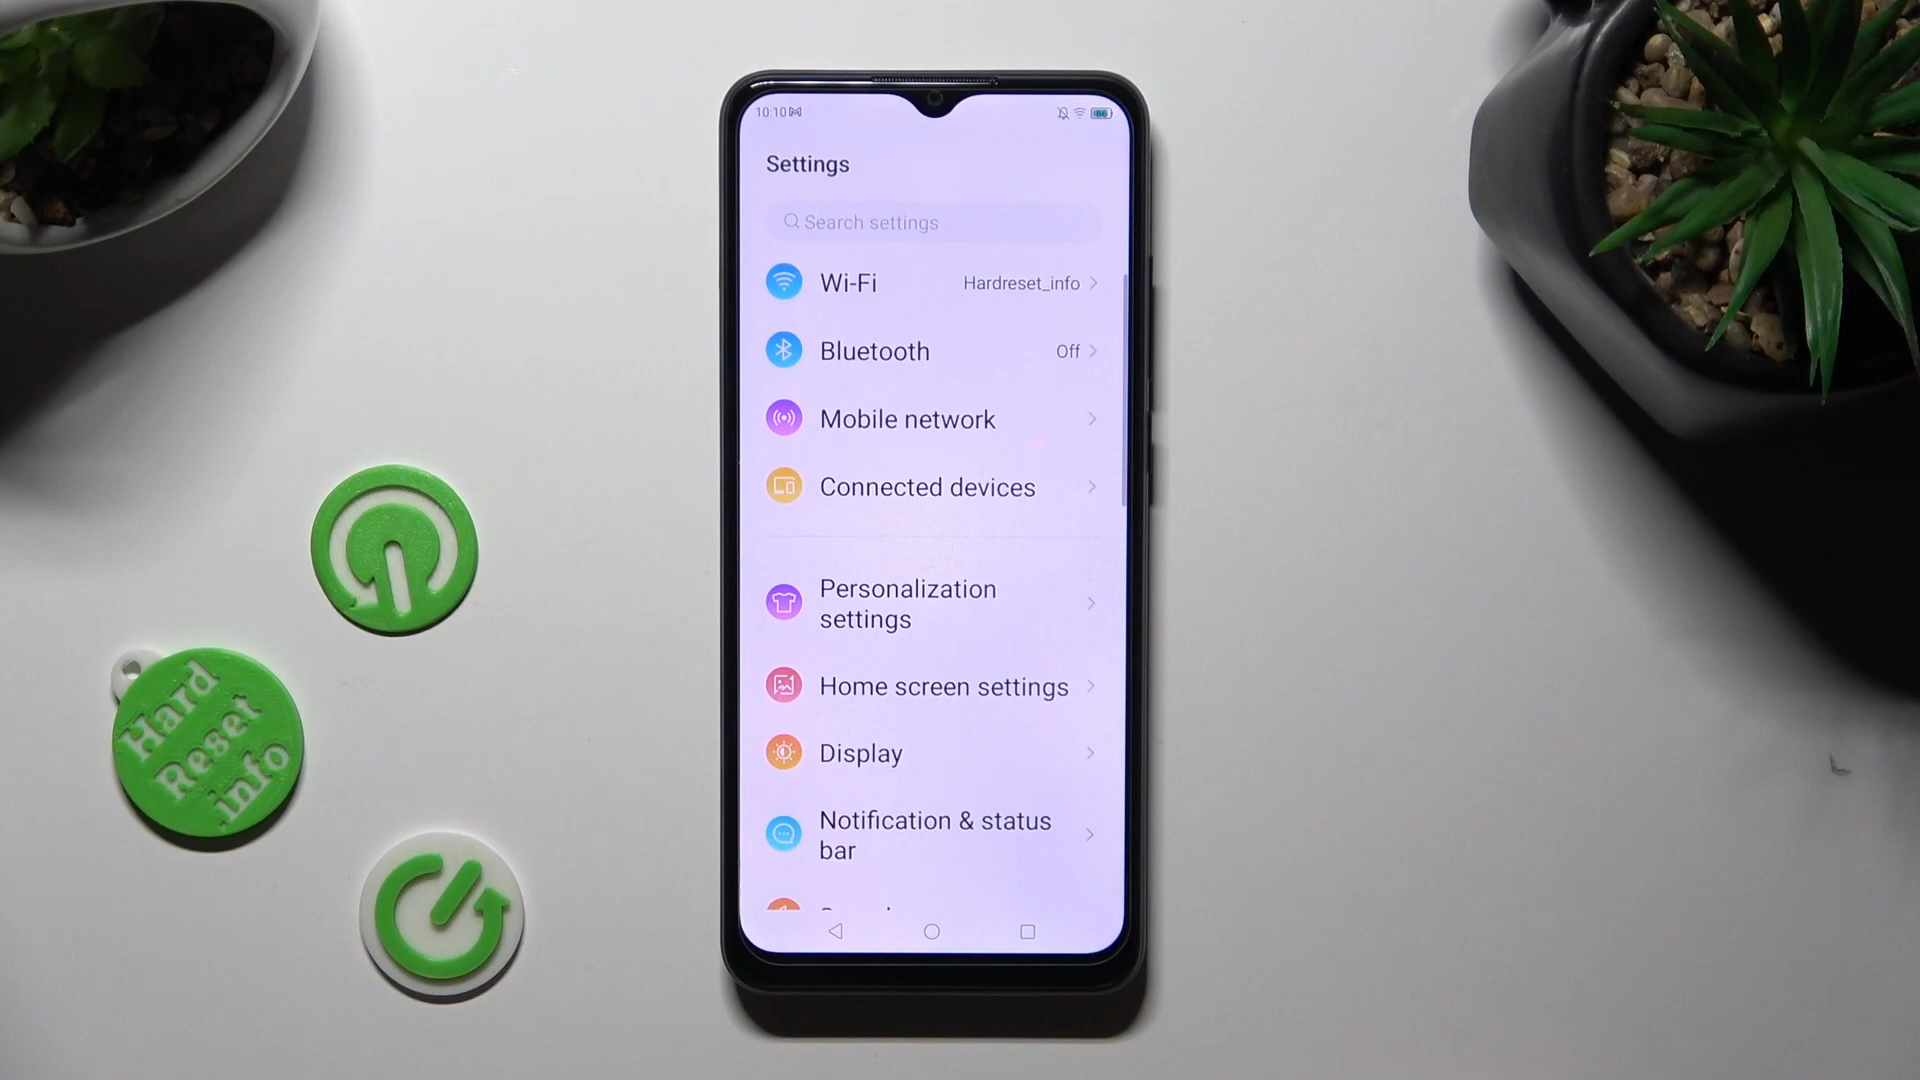 10:10
86
Settings
Search settings
Wi-Fi Hardreset_info
Bluetooth Off
Mobile network
Connected devices
Personalization
settings
Home screen settings
Display
Notification & status
bar
Hard
Reset
info